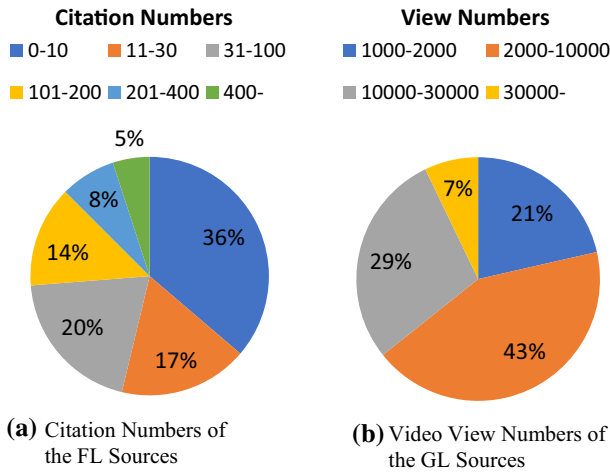 Citation Numbers
0-10 11-30 31-100
101-200 201-400 400-
5%
8%
36%
14%
20%
17%
(a) Citation Numbers of
the FL Sources
View Numbers
1000-2000 2000-10000
10000-30000 30000-
7%
21%
29%
43%
(b) Video View Numbers of
the GL Sources